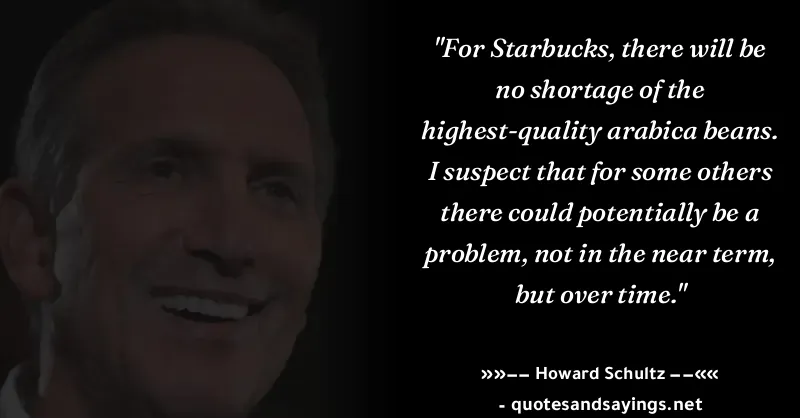 "For Starbucks, there will be
no shortage of the
highest-quality arabica beans.
I suspect that for some others
there could potentially be a
problem, not in the near term,
but over time."
»»−− Howard Schultz −−««
- quotesandsayings.net